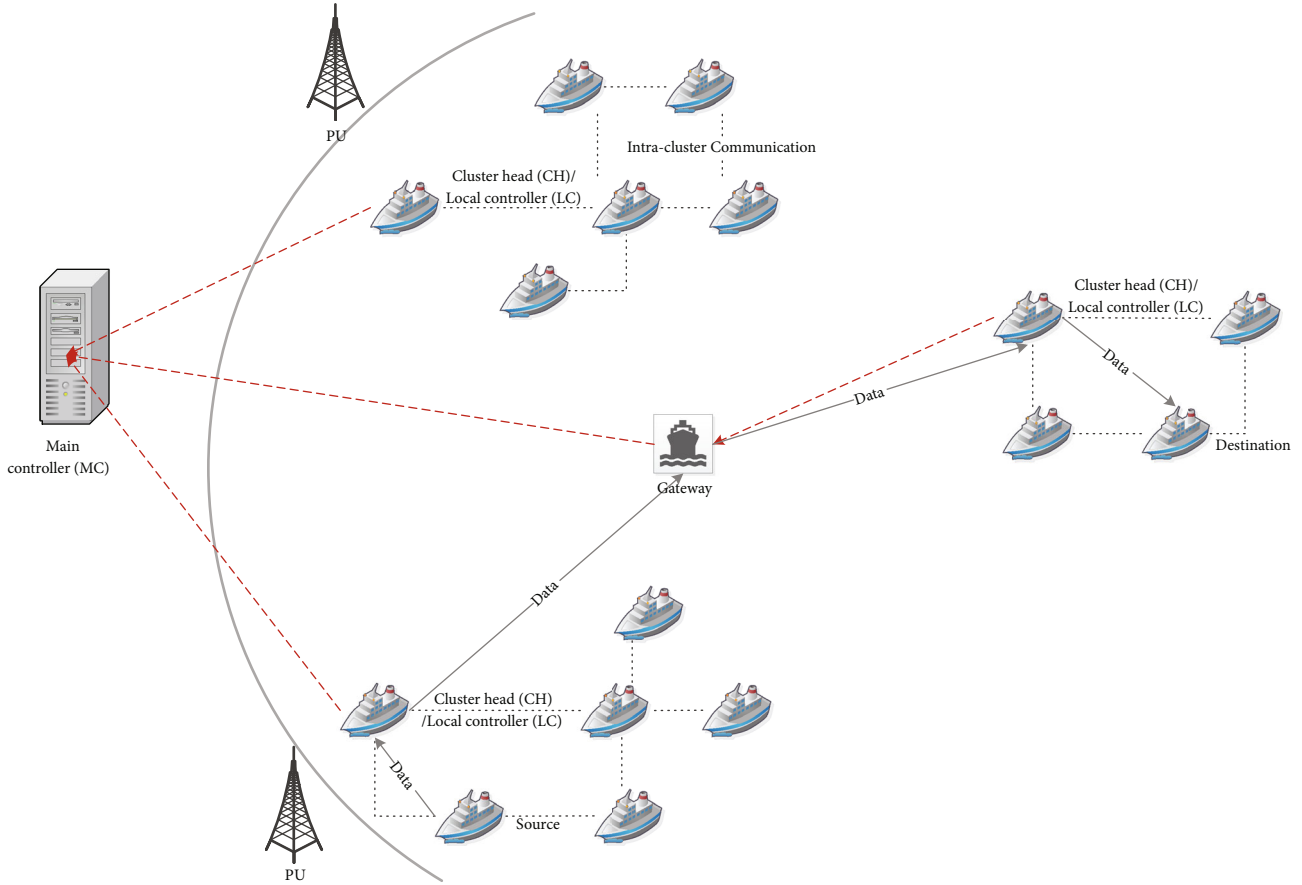 PU
Intra-cluster Communication
Cluster head (CH)/
Local controller (LC)
Cluster head (CH)/
Local controller (LC)
Data
Data
Main
controller (MC)
Destination
Gateway
Data
Cluster head (CH)
/Local controller (LC)
Data
Source
PU